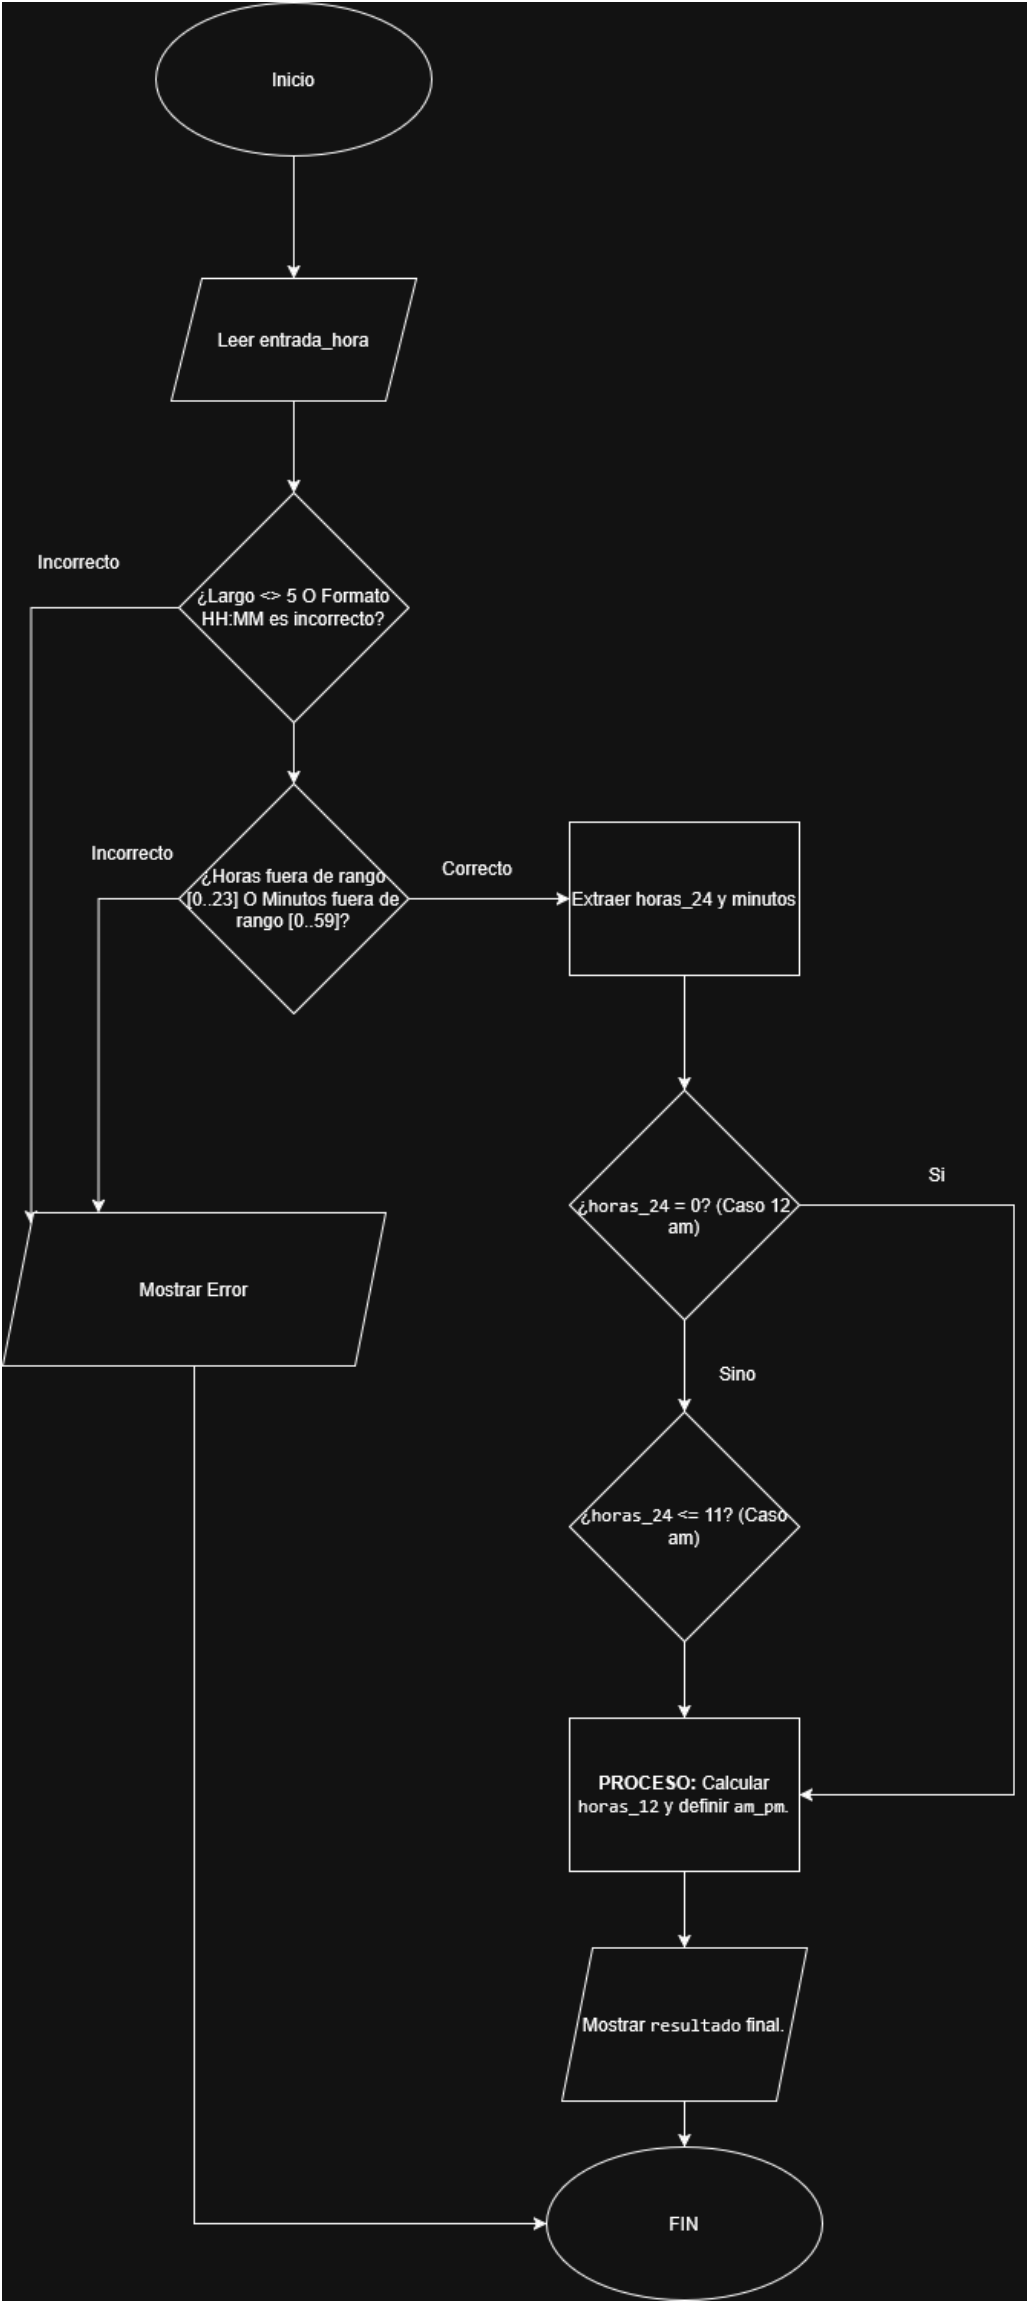 Inicio
Leer entrada_hora
Incorrecto
¿Largo <> 5 O Formato
HH:MM es incorrecto?
Incorrecto
¿Horas fuera de rango
[0..23] O Minutos fuera de
rango [0..59]?
Correcto
Extraer horas_24 y minutos
Si
¿horas_24 = 0? (Caso 12
am)
Mostrar Error
Sino
¿horas_24 <= 11? (Caso
am)
PROCESO: Calcular
horas_12 y definir am_pm.
Mostrar resultado final.
FIN